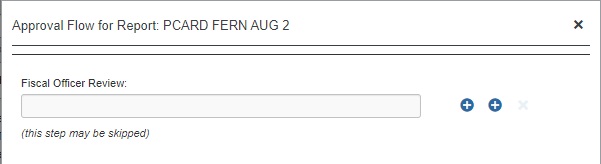 Approval Flow for Report: PCARD FERN AUG 2
Fiscal Officer Review:
(this step may be skipped)